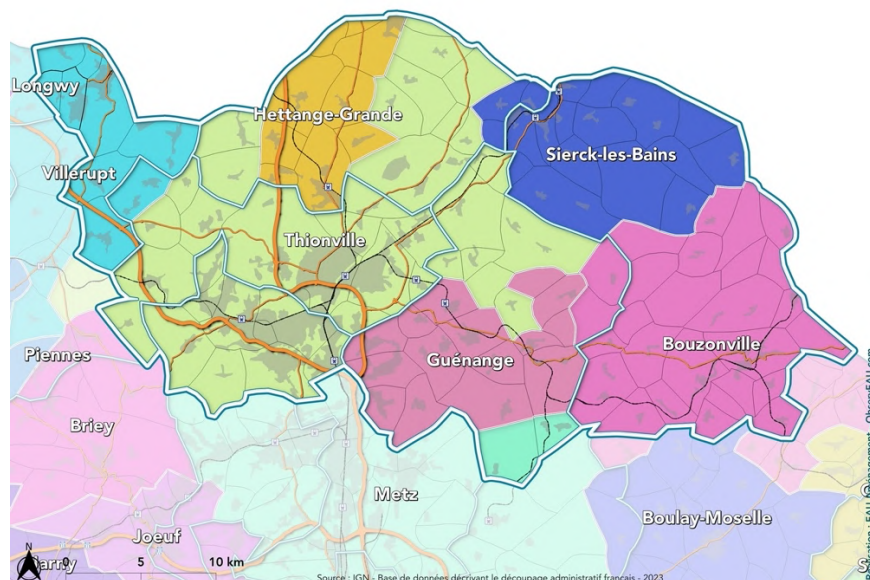 Longwy
Hettange-Grande
Sierck-les-Bains
Villerupt
Thionville
Bouzonville
Piennes
Guénange
Briey
Metz
Boulay-Moselle
Joeuf
N
0 5 10 km
Source : IGN - Base de données décrivant le découpage administratif français - 2023